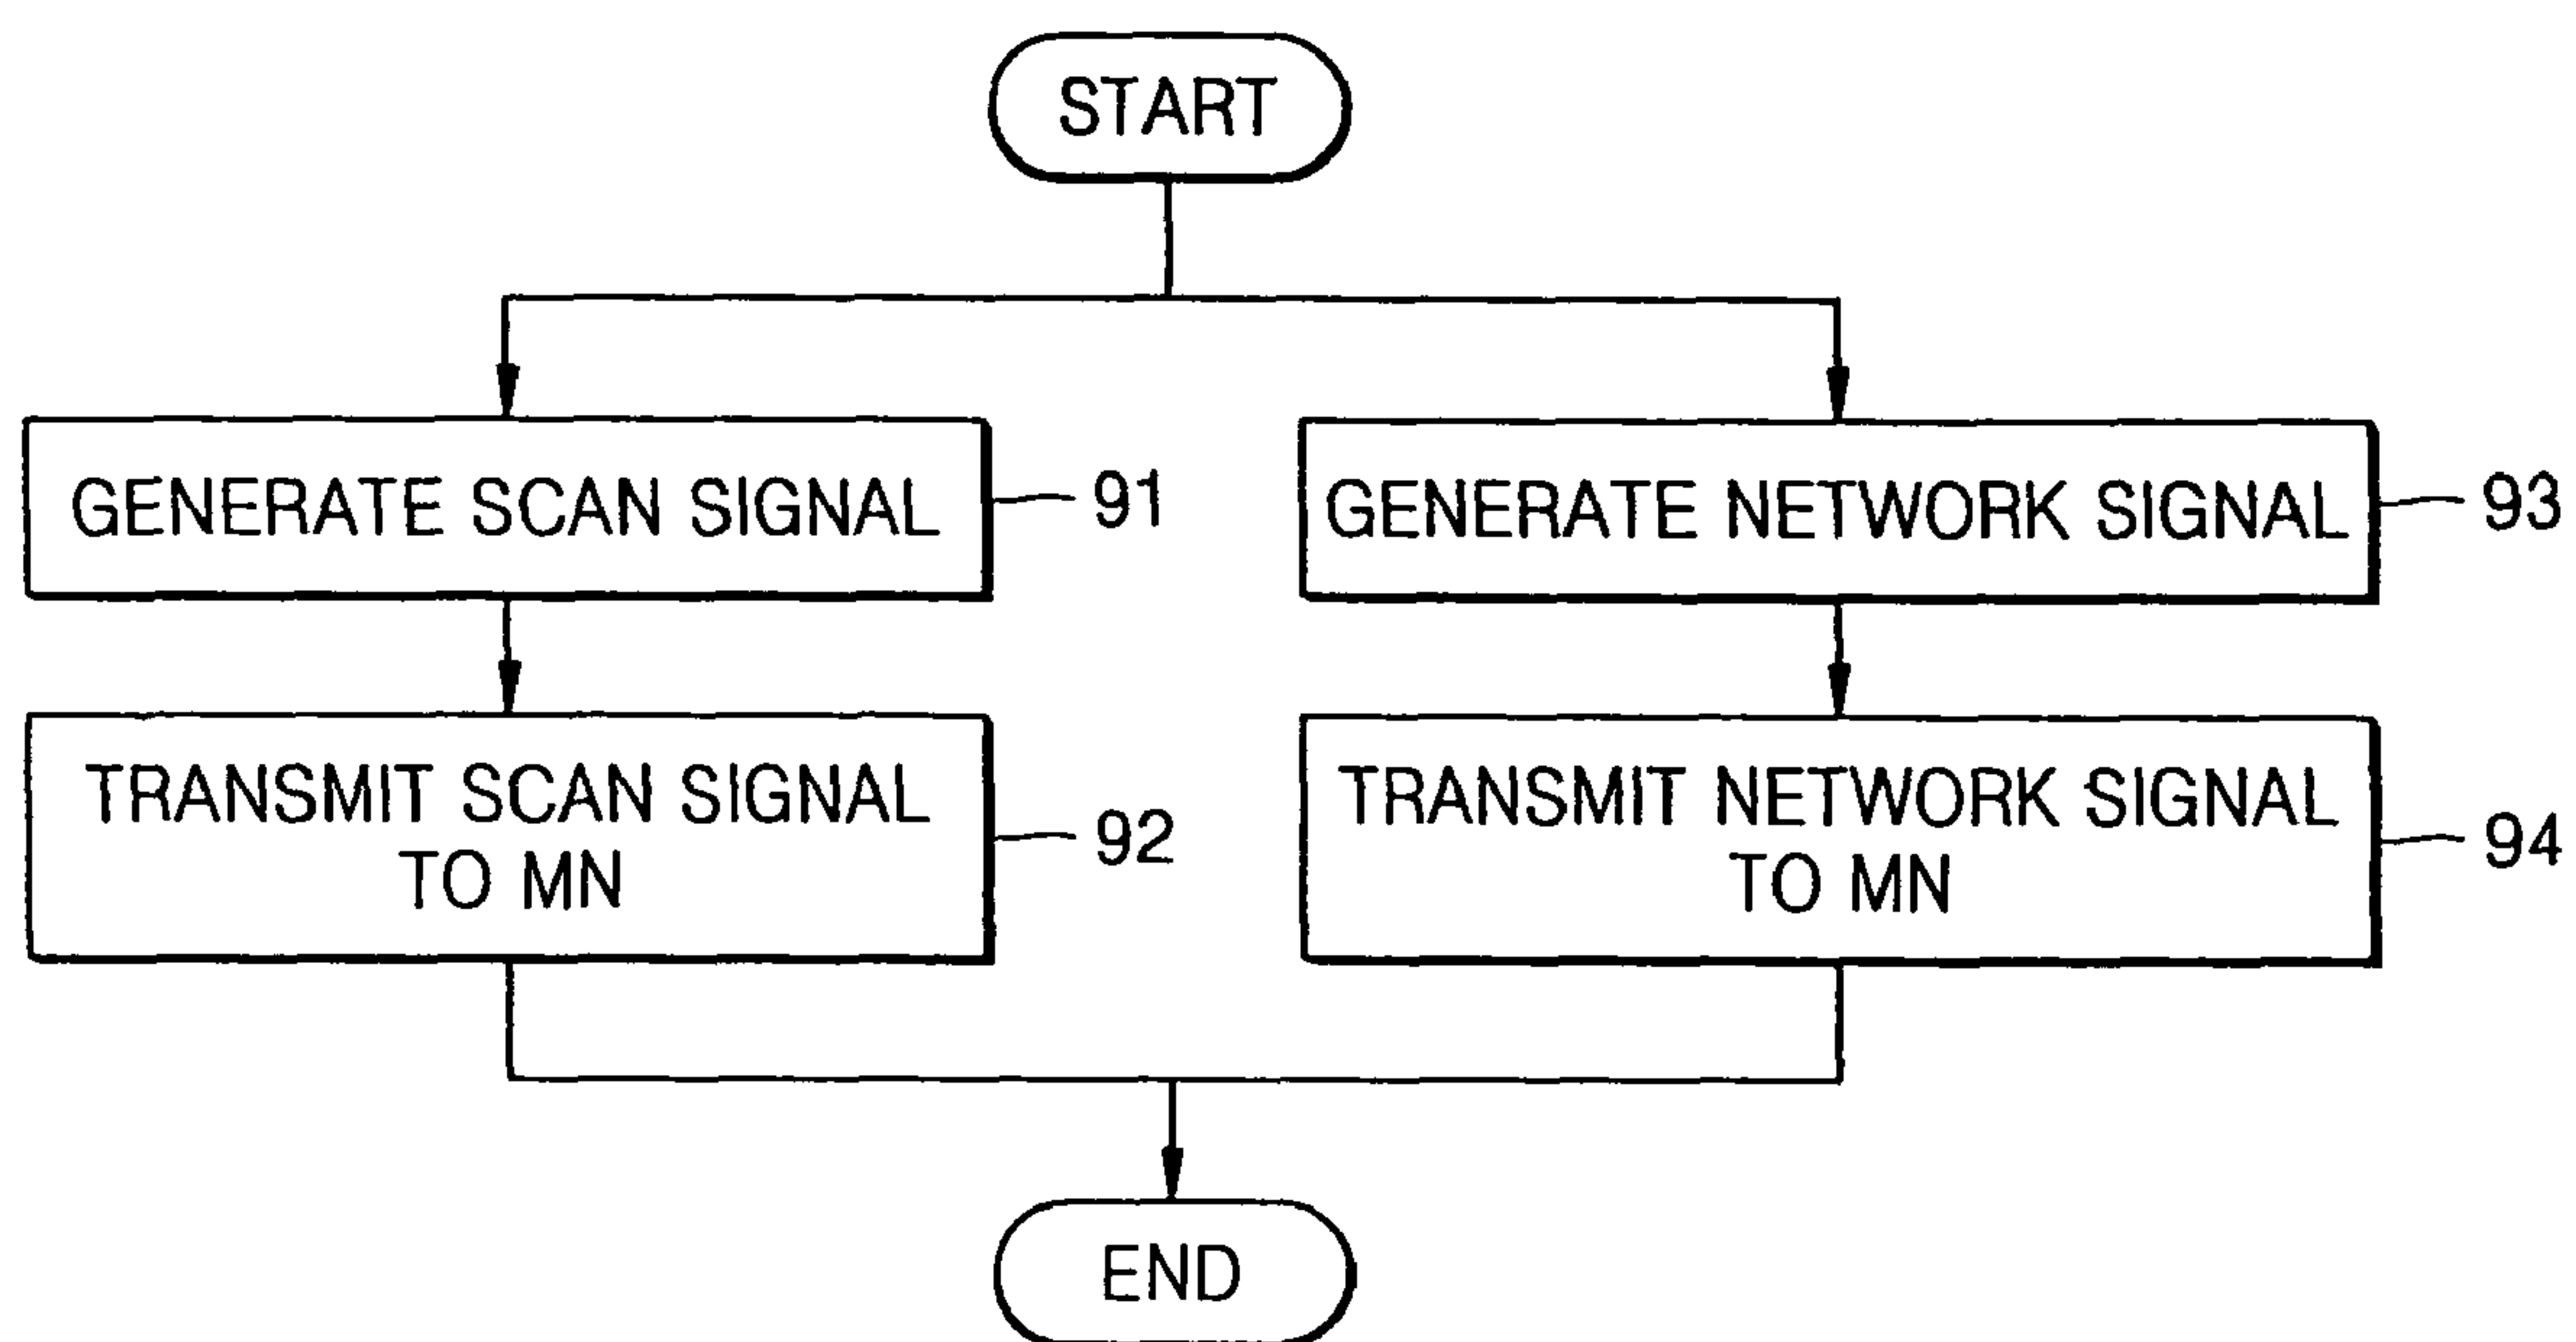 START
GENERATE SCAN SIGNAL
91
GENERATE NETWORK SIGNAL
93
TRANSMIT SCAN SIGNAL
TO MN
92
TRANSMIT NETWORK SIGNAL
TO MN
94
END